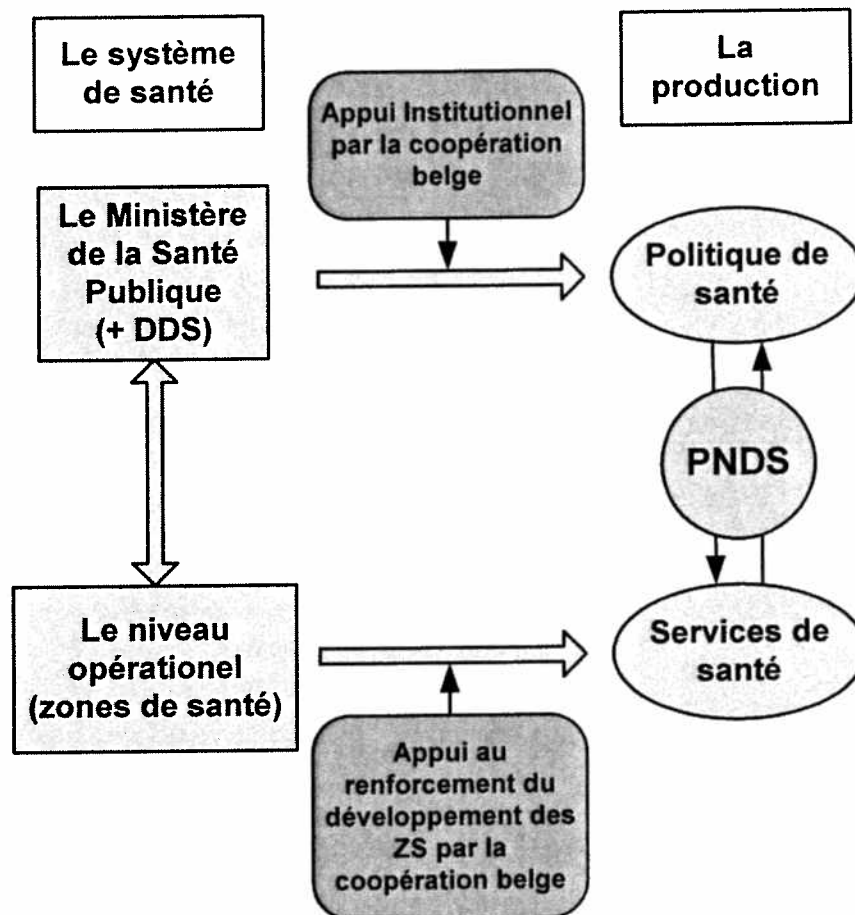 Le système
de santé
La
production
Appui Institutionnel
par la coopération
belge
Le Ministère
de la Santé
Publique
(+ DDS)
Politique de
santé
PNDS
Le niveau
opérationel
(zones de santé)
Services de
santé
Appui au
renforcement du
développement des
ZS par la
coopération belge